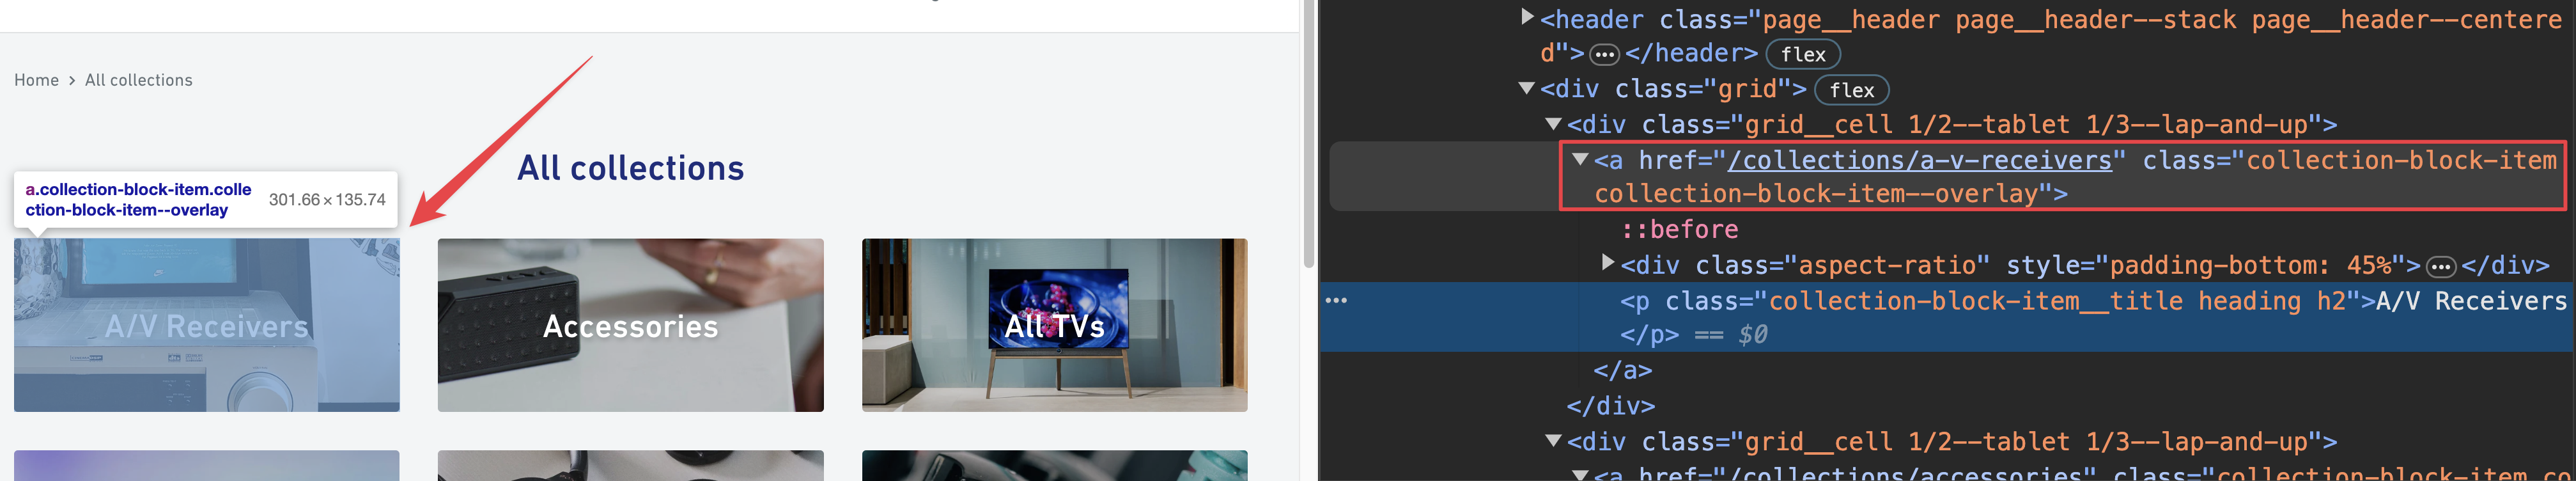 Home > All collections
All collections
a.collection-block-item.colle
ction-block-item--overlay 301.66 × 135.74
A/V Receivers
Accessories
All TVs
<header class="page__header page__header--stack page__header--centere
d"> ••• </header> flex
<div class="grid"> flex
<div class="grid__cell 1/2--tablet 1/3--lap-and-up">
<a href="/collections/a-v-receivers" class="collection-block-item
collection-block-item--overlay">
::before
<div class="aspect-ratio" style="padding-bottom: 45%"> ••• </div>
••• <p class="collection-block-item__title heading h2">A/V Receivers
</p> == $0
</a>
</div>
<div class="grid__cell 1/2--tablet 1/3--lap-and-up">
<a href="/collections/accessories" class="collection-block-item co